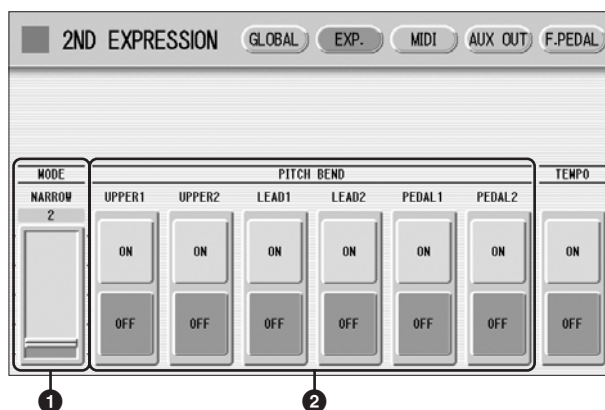 2ND EXPRESSION GLOBAL EXP. MIDI AUX OUT F.PEDAL
MODE PITCH BEND TEMPO
NARROW UPPER1 UPPER2 LEAD1 LEAD2 PEDAL1 PEDAL2
2
ON ON ON ON ON ON ON
OFF OFF OFF OFF OFF OFF OFF
1 2